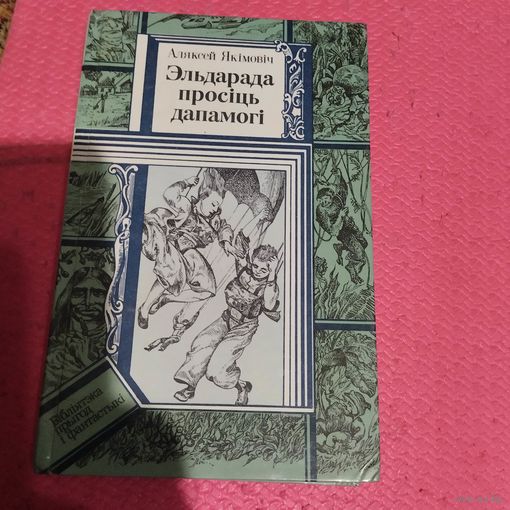 Аляксей Якімовіч
Эльдарада
просіць
дапамогі
Бібліятэка
прыгод
і фантастыкі